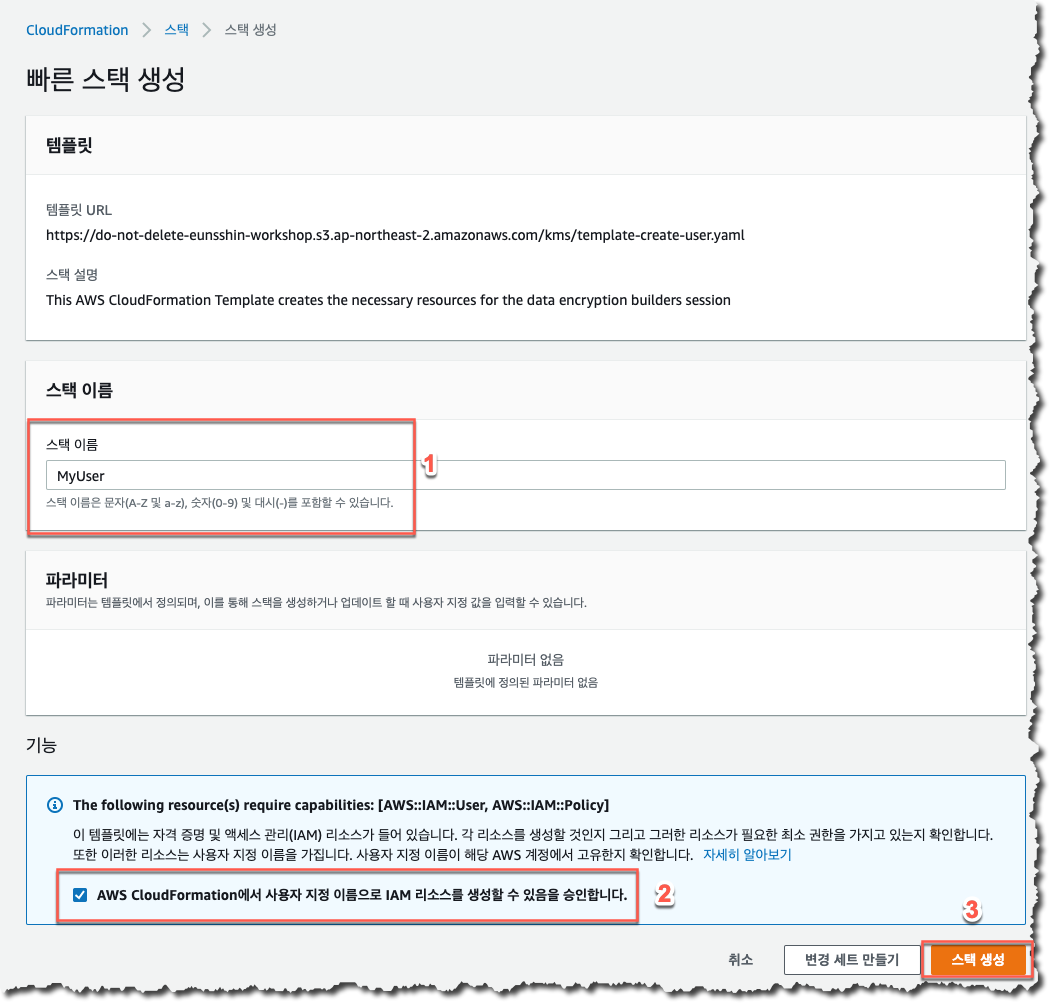 CloudFormation > 스택 > 스택 생성
빠른 스택 생성
템플릿
템플릿 URL
https://do-not-delete-eunsshin-workshop.s3.ap-northeast-2.amazonaws.com/kms/template-create-user.yaml
스택 설명
This AWS CloudFormation Template creates the necessary resources for the data encryption builders session
스택 이름
스택 이름
MyUser
1
스택 이름은 문자(A-Z 및 a-z), 숫자(0-9) 및 대시(-)를 포함할 수 있습니다.
파라미터
파라미터는 템플릿에서 정의되며, 이를 통해 스택을 생성하거나 업데이트 할 때 사용자 지정 값을 입력할 수 있습니다.
파라미터 없음
템플릿에 정의된 파라미터 없음
기능
The following resource(s) require capabilities: [AWS::IAM::User, AWS::IAM::Policy]
이 템플릿에는 자격 증명 및 액세스 관리(IAM) 리소스가 들어 있습니다. 각 리소스를 생성할 것인지 그리고 그러한 리소스가 필요한 최소 권한을 가지고 있는지 확인합니다.
또한 이러한 리소스는 사용자 지정 이름을 가집니다. 사용자 지정 이름이 해당 AWS 계정에서 고유한지 확인합니다. 자세히 알아보기
AWS CloudFormation에서 사용자 지정 이름으로 IAM 리소스를 생성할 수 있음을 승인합니다.
2
3
취소
변경 세트 만들기
스택 생성